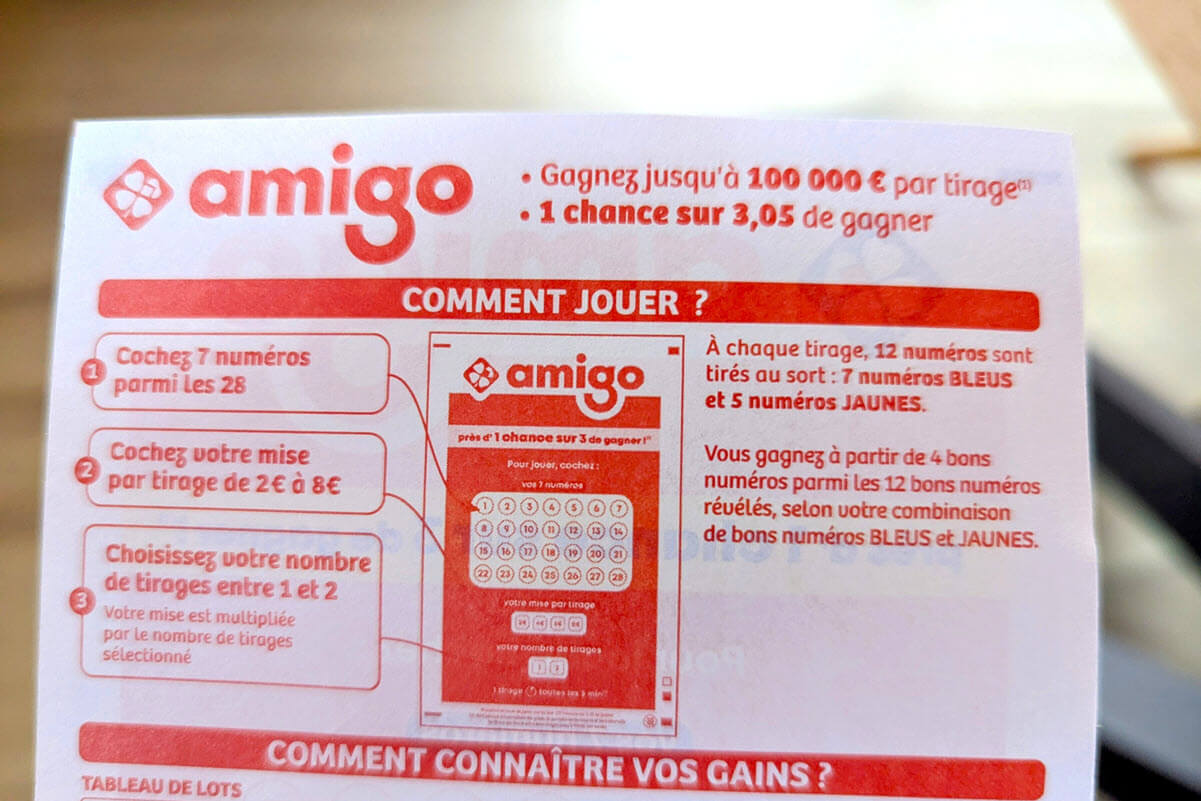 amigo
• Gagnez jusqu'à 100 000 € par tirage(1)
• 1 chance sur 3,05 de gagner
COMMENT JOUER ?
1
Cochez 7 numéros
parmi les 28
2
Cochez votre mise
par tirage de 2€ à 8€
3
Choisissez votre nombre
de tirages entre 1 et 2
Votre mise est multipliée
par le nombre de tirages
sélectionné
amigo
près d'1 chance sur 3 de gagner !
Pour jouer, cochez :
vos 7 numéros
1 2 3 4 5 6 7
8 9 10 11 12 13 14
15 16 17 18 19 20 21
22 23 24 25 26 27 28
votre mise par tirage
2€ 4€ 6€ 8€
votre nombre de tirages
1 2
1 tirage toutes les 5 min
À chaque tirage, 12 numéros sont
tirés au sort : 7 numéros BLEUS
et 5 numéros JAUNES.
Vous gagnez à partir de 4 bons
numéros parmi les 12 bons numéros
révélés, selon votre combinaison
de bons numéros BLEUS et JAUNES.
COMMENT CONNAÎTRE VOS GAINS ?
TABLEAU DE LOTS